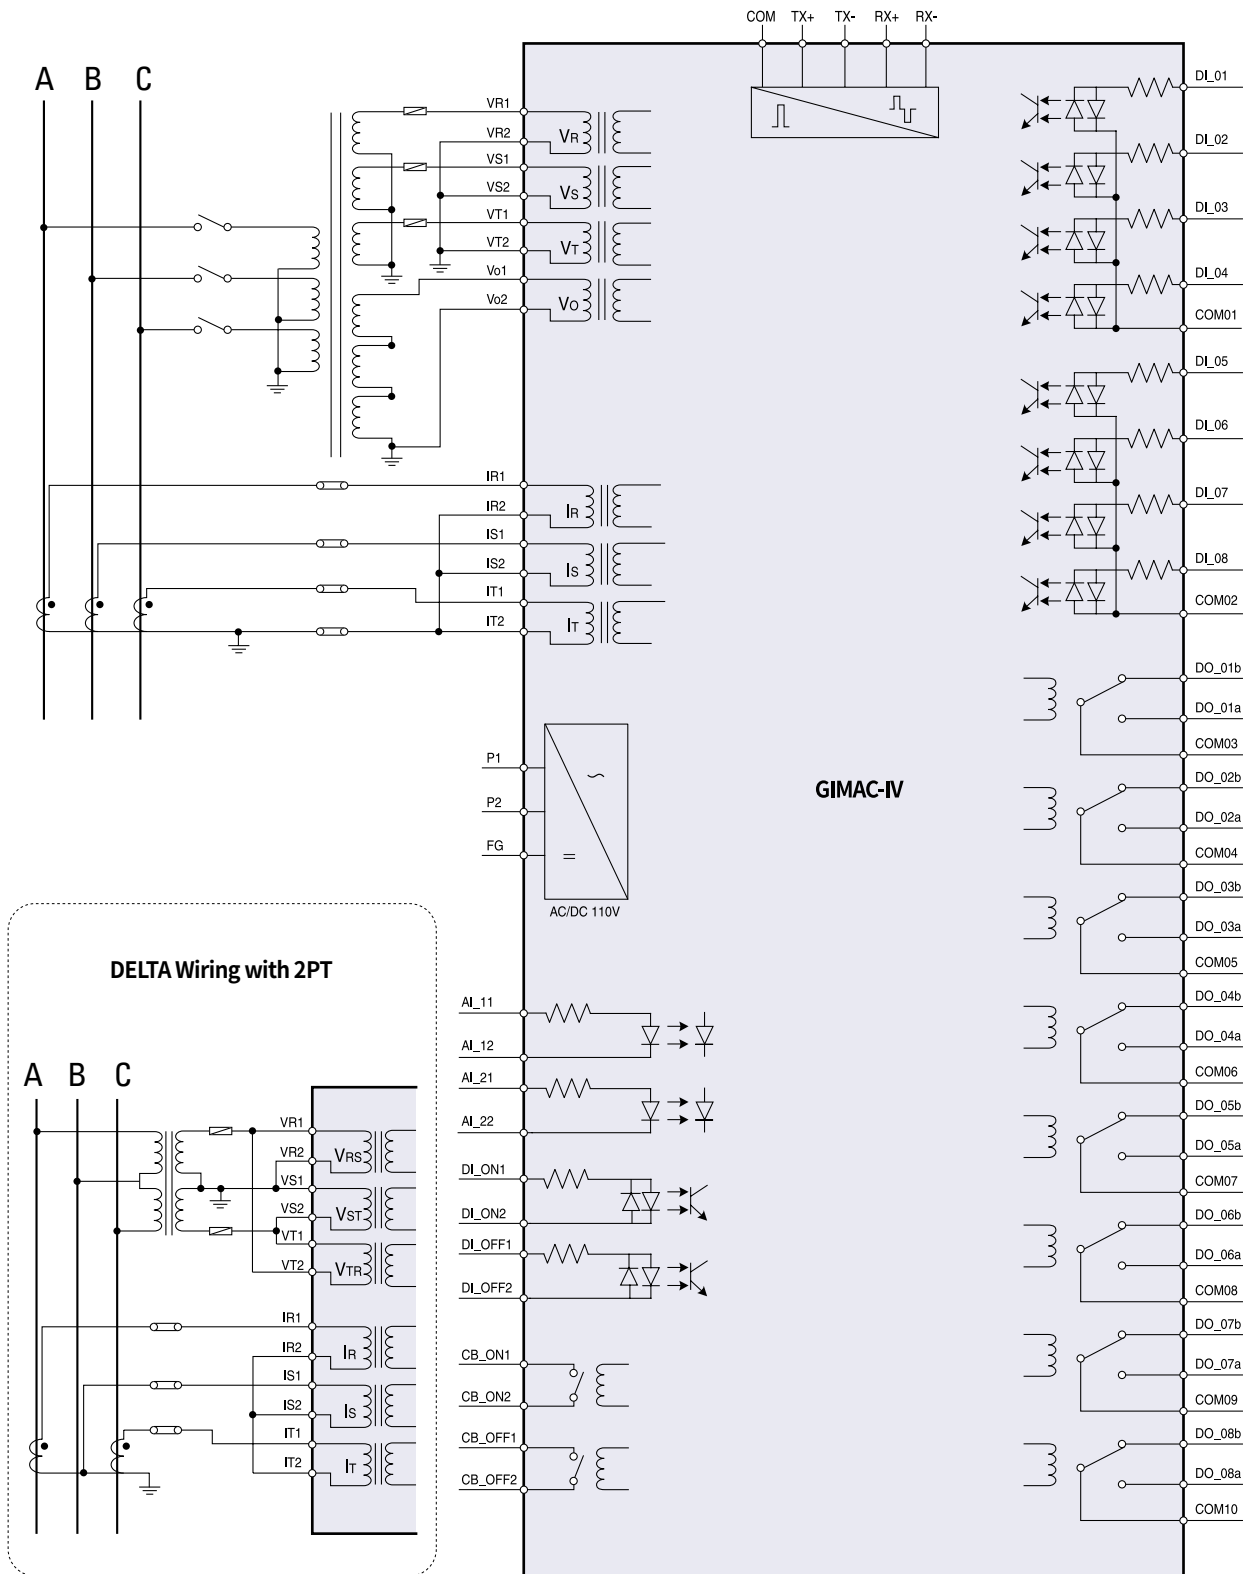 COM TX+ TX- RX+ RX-
A B C
VR1
VR2
VS1
VS2
VT1
VT2
Vo1
Vo2
VR
VS
VT
VO
IR1
IR2
IS1
IS2
IT1
IT2
IR
IS
IT
P1
P2
FG
~
=
AC/DC 110V
GIMAC-IV
AI_11
AI_12
AI_21
AI_22
DI_ON1
DI_ON2
DI_OFF1
DI_OFF2
CB_ON1
CB_ON2
CB_OFF1
CB_OFF2
DI_01
DI_02
DI_03
DI_04
COM01
DI_05
DI_06
DI_07
DI_08
COM02
DO_01b
DO_01a
COM03
DO_02b
DO_02a
COM04
DO_03b
DO_03a
COM05
DO_04b
DO_04a
COM06
DO_05b
DO_05a
COM07
DO_06b
DO_06a
COM08
DO_07b
DO_07a
COM09
DO_08b
DO_08a
COM10
DELTA Wiring with 2PT
A B C
VR1
VR2
VS1
VS2
VT1
VT2
VRS
VST
VTR
IR1
IR2
IS1
IS2
IT1
IT2
IR
IS
IT